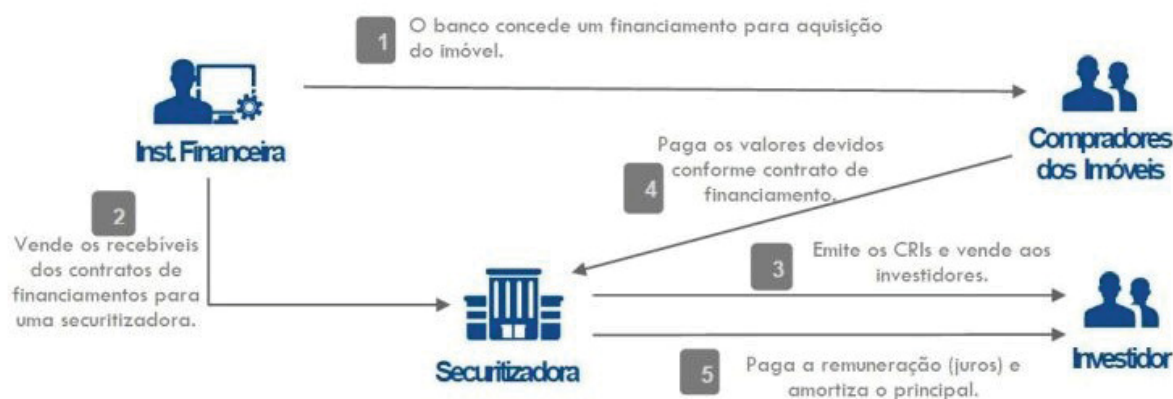 1
O banco concede um financiamento para aquisição
do imóvel.
Inst. Financeira
Compradores
dos Imóveis
Paga os valores devidos
conforme contrato de
financiamento.
4
2
Vende os recebíveis
dos contratos de
financiamentos para
uma securitizadora.
3
Emite os CRIs e vende aos
investidores.
Securitizadora
Investidor
5
Paga a remuneração (juros) e
amortiza o principal.